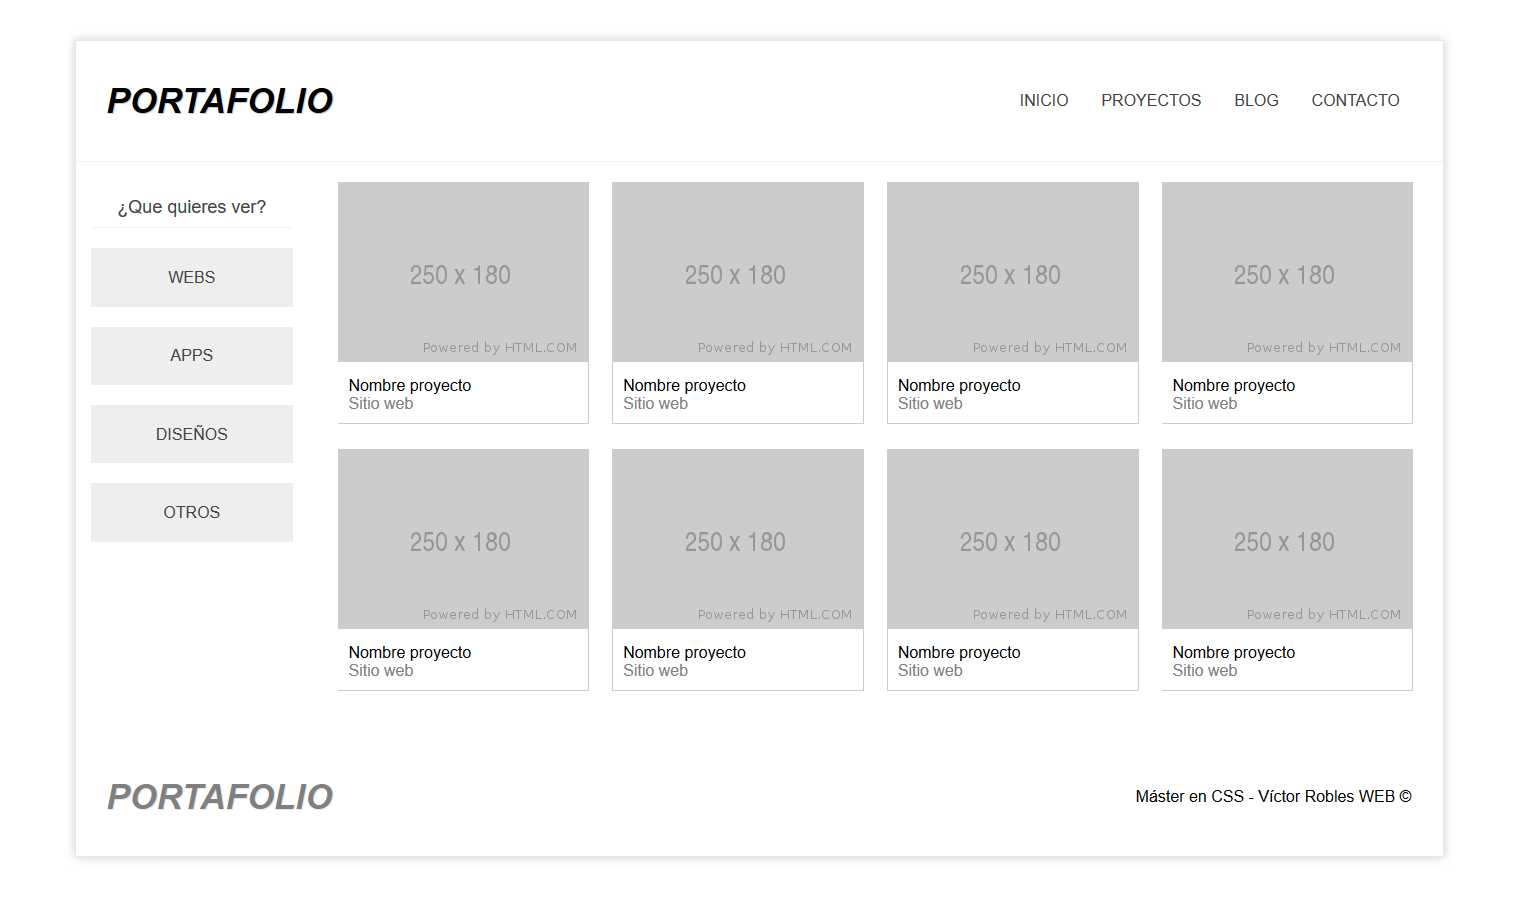 PORTAFOLIO
INICIO PROYECTOS BLOG CONTACTO
¿Que quieres ver?
WEBS
APPS
DISEÑOS
OTROS
250 x 180
Powered by HTML.COM
Nombre proyecto
Sitio web
250 x 180
Powered by HTML.COM
Nombre proyecto
Sitio web
250 x 180
Powered by HTML.COM
Nombre proyecto
Sitio web
250 x 180
Powered by HTML.COM
Nombre proyecto
Sitio web
250 x 180
Powered by HTML.COM
Nombre proyecto
Sitio web
250 x 180
Powered by HTML.COM
Nombre proyecto
Sitio web
250 x 180
Powered by HTML.COM
Nombre proyecto
Sitio web
250 x 180
Powered by HTML.COM
Nombre proyecto
Sitio web
PORTAFOLIO
Máster en CSS - Víctor Robles WEB ©